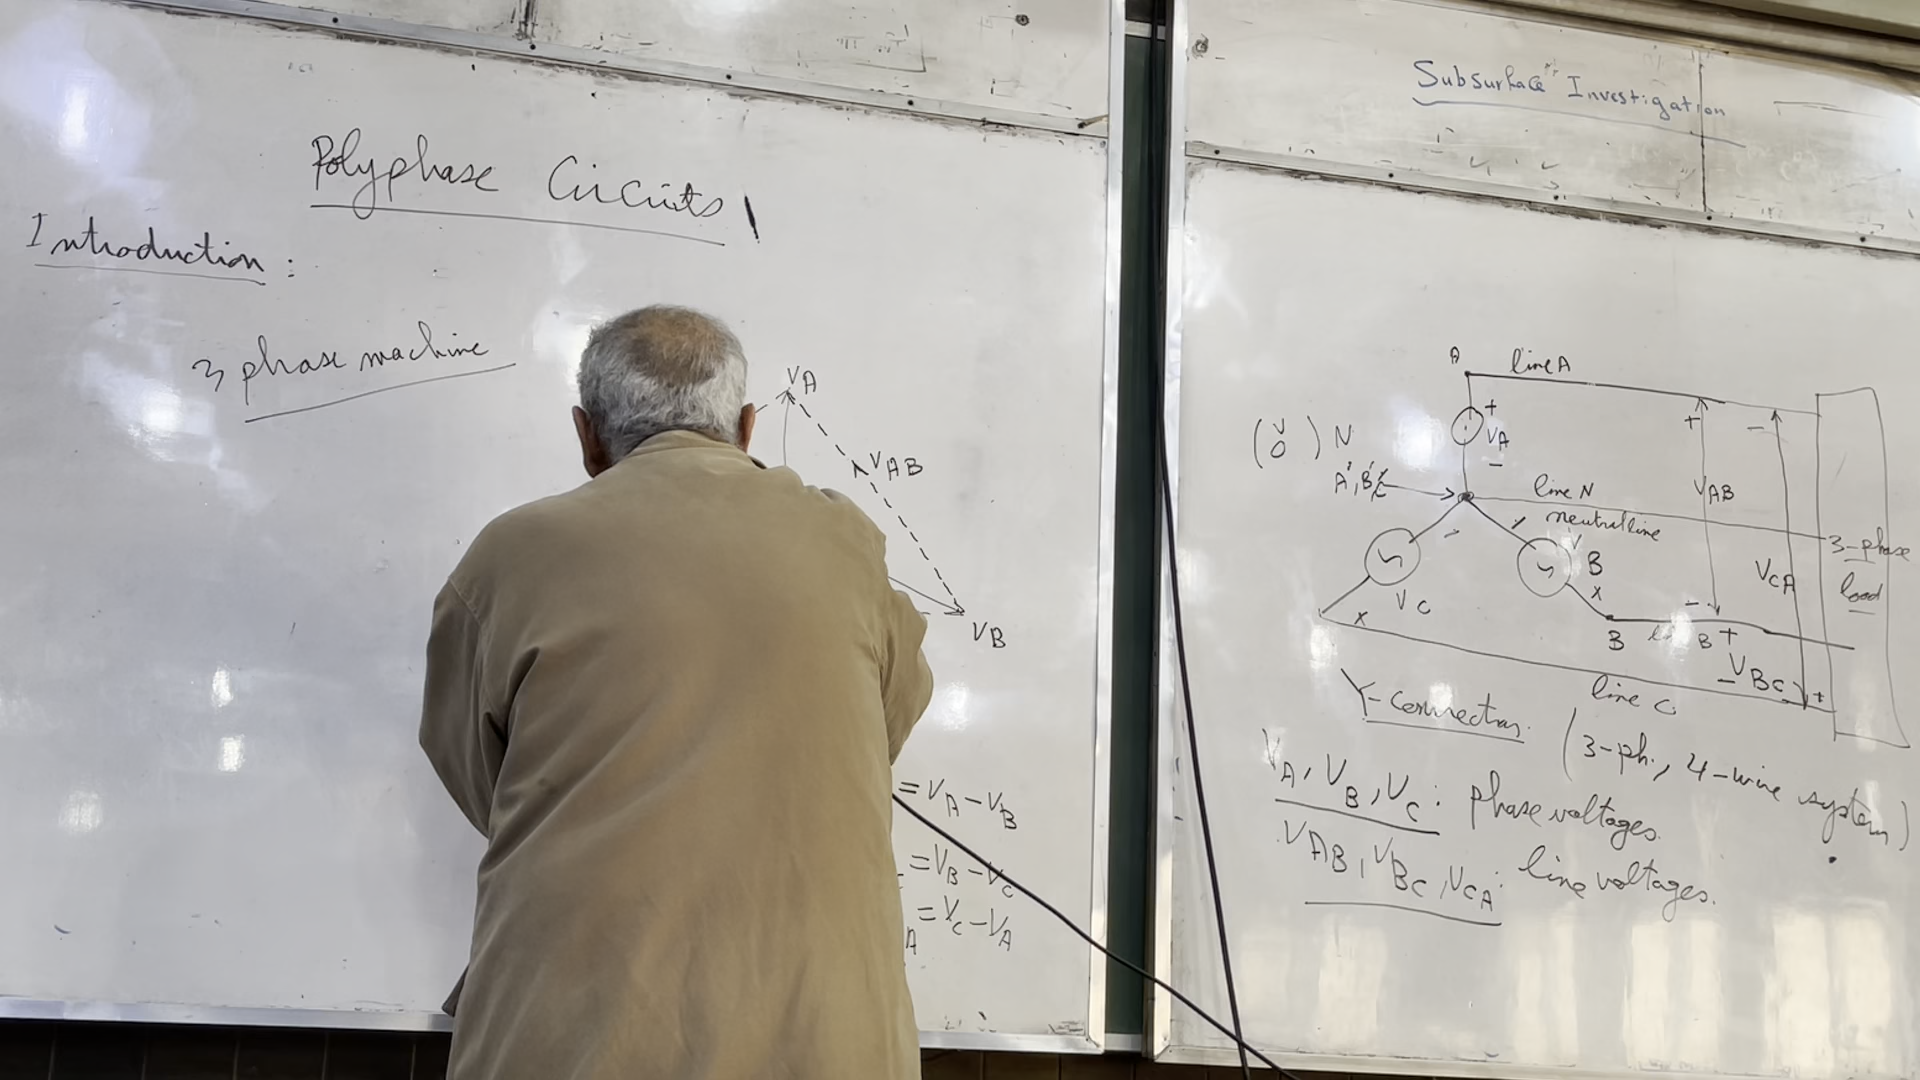 Polyphase Circuits
Introduction :
3 phase machine
VA
VAB
VB
= VA - VB
= VB - VC
A = VC - VA
Subsurface Investigation
A line A
+
VA
-
( ) N
A', B', C'
line N
neutral line
VC
x
B
x
B
B
line C
+
VAB
-
-
VCA
+
+
VBC
-
3-phase
load
Y-connection.
(3-ph., 4-wire system)
VA, VB, VC : phase voltages.
VAB, VBC, VCA : line voltages.